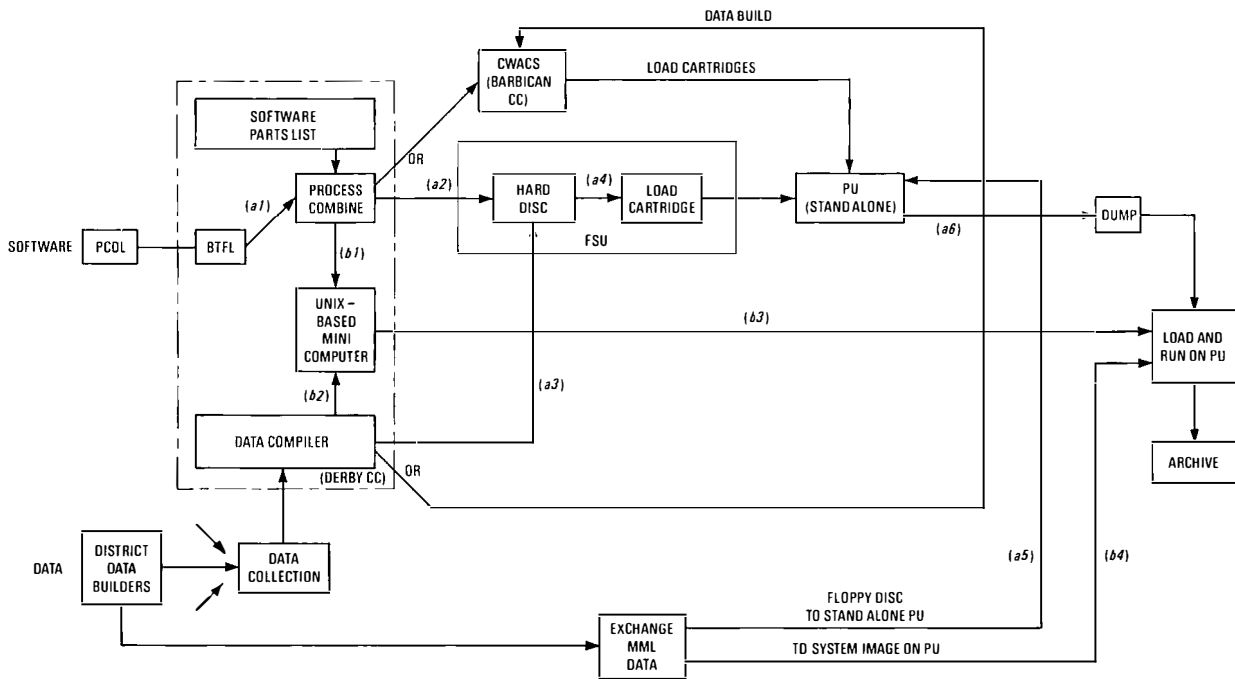 DATA BUILD
CWACS
(BARBICAN
CC)
LOAD CARTRIDGES
SOFTWARE
PARTS LIST
OR
PROCESS
COMBINE
(a2)
HARD
DISC
(a4)
LOAD
CARTRIDGE
FSU
PU
(STAND ALONE)
DUMP
(a6)
(a1)
SOFTWARE
PCOL
BTFL
(b1)
UNIX –
BASED
MINI
COMPUTER
(b3)
LOAD AND
RUN ON PU
(a3)
(b2)
DATA COMPILER
(DERBY CC)
OR
ARCHIVE
DATA
DISTRICT
DATA
BUILDERS
DATA
COLLECTION
(a5)
(b4)
FLOPPY DISC
TO STAND ALONE PU
EXCHANGE
MML
DATA
TO SYSTEM IMAGE ON PU